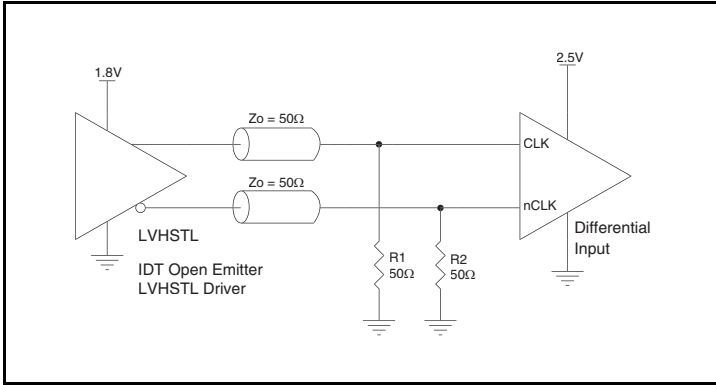 1.8V
2.5V
Zo = 50Ω
CLK
Zo = 50Ω
nCLK
LVHSTL
IDT Open Emitter
LVHSTL Driver
R1
50Ω
R2
50Ω
Differential
Input